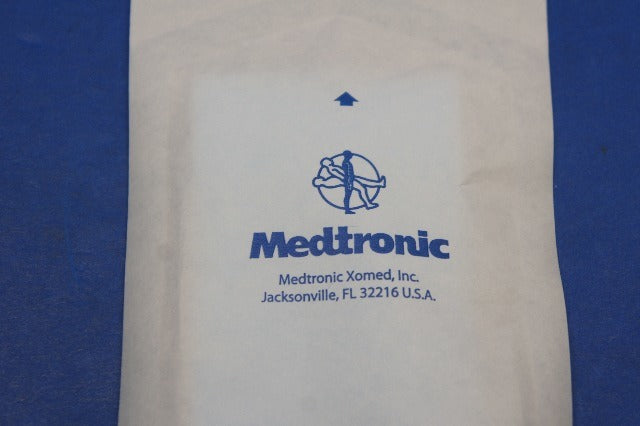 Medtronic
Medtronic Xomed, Inc.
Jacksonville, FL 32216 U.S.A.